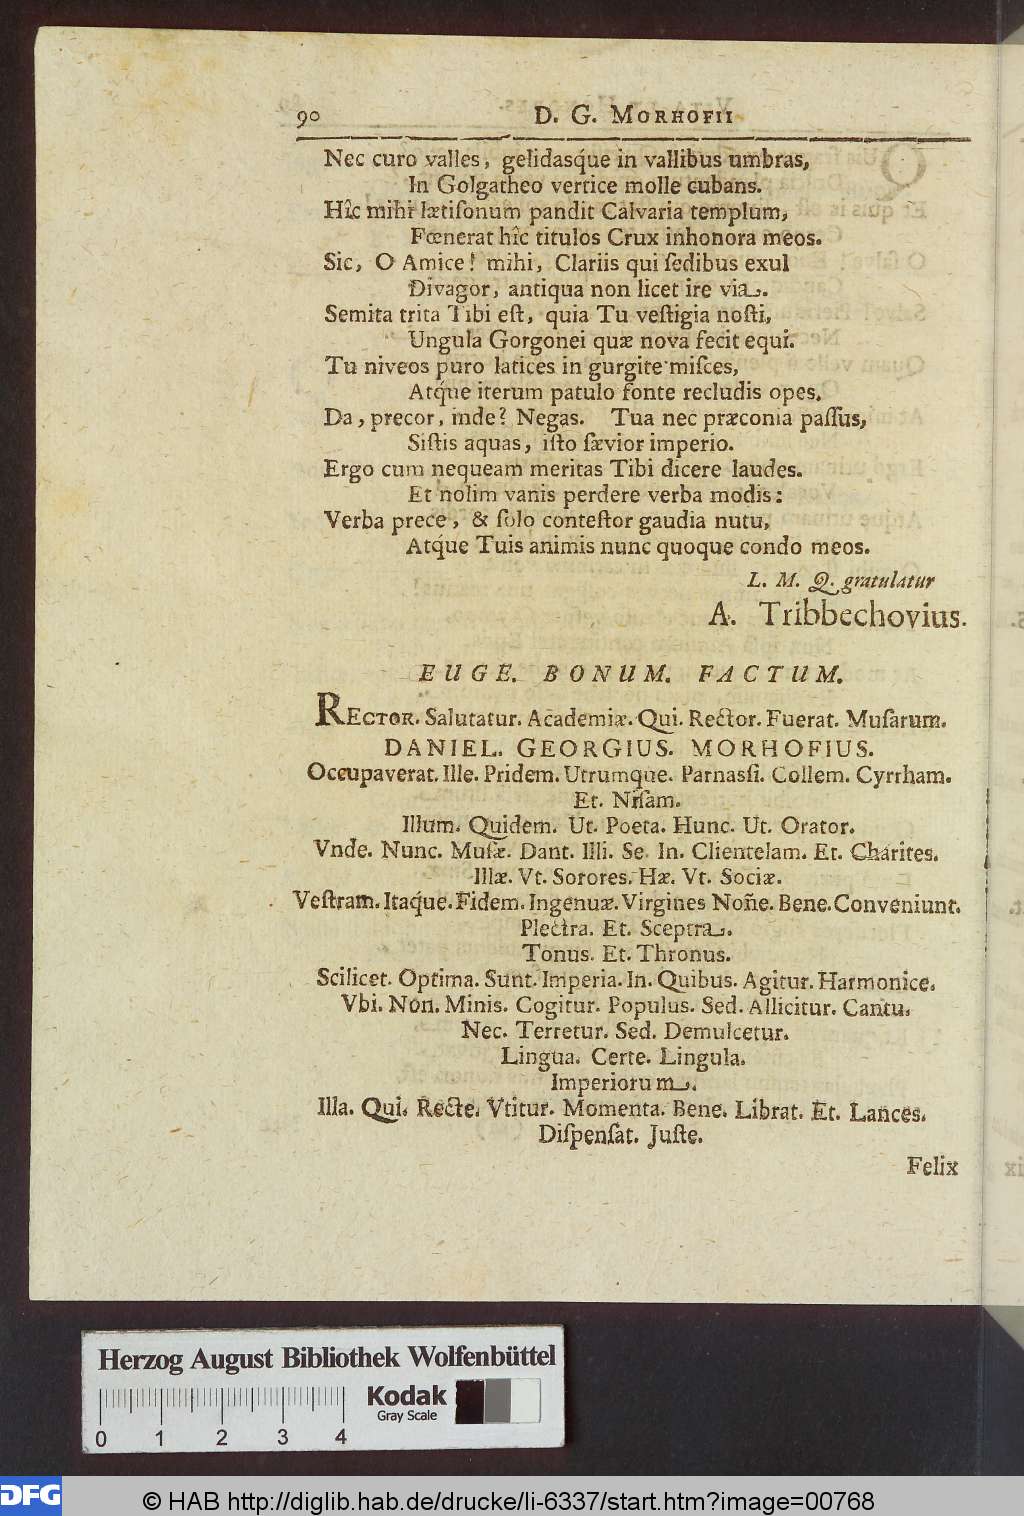 90 D. G. MORHOFII
Nec curo valles, gelidasq́ue in vallibus umbras,
In Golgatheo vertice molle cubans.
Hîc mihi lætiſonum pandit Calvaria templum,
Fœnerat hîc titulos Crux inhonora meos.
Sic, O Amice! mihi, Clariis qui ſedibus exul
Divagor, antiqua non licet ire via.
Semita trita Tibi eſt, quia Tu veſtigia noſti,
Ungula Gorgonei quæ nova fecit equi.
Tu niveos puro latices in gurgite miſces,
Atq́ue iterum patulo fonte recludis opes.
Da, precor, inde? Negas. Tua nec præconia paſſus,
Siſtis aquas, iſto ſævior imperio.
Ergo cum nequeam meritas Tibi dicere laudes.
Et nolim vanis perdere verba modis:
Verba prece, & ſolo conteſtor gaudia nutu,
Atq́ue Tuis animis nunc quoque condo meos.
L. M. Q. gratulatur
A. Tribbechovius.
EUGE. BONUM. FACTUM.
RECTOR. Salutatur. Academiæ. Qui. Rector. Fuerat. Muſarum.
DANIEL. GEORGIUS. MORHOFIUS.
Occupaverat. Ille. Pridem. Utrumque. Parnaſſi. Collem. Cyrrham.
Et. Niſam.
Illum. Quidem. Ut. Poeta. Hunc. Ut. Orator.
Vnde. Nunc. Muſæ. Dant. Illi. Se. In. Clientelam. Et. Charites.
Illæ. Vt. Sorores. Hæ. Vt. Sociæ.
Veſtram. Itaq́ue. Fidem. Ingenuæ. Virgines Noñe. Bene. Conveniunt.
Plectra. Et. Sceptra.
Tonus. Et. Thronus.
Scilicet. Optima. Sunt. Imperia. In. Quibus. Agitur. Harmonice.
Vbi. Non. Minis. Cogitur. Populus. Sed. Allicitur. Cantu.
Nec. Terretur. Sed. Demulcetur.
Lingua. Certe. Lingula.
Imperiorum.
Illa. Qui. Recte. Vtitur. Momenta. Bene. Librat. Et. Lances.
Diſpenſat. Juſte.
Felix
Herzog August Bibliothek Wolfenbüttel
Kodak
Gray Scale
0 1 2 3 4
DFG
© HAB http://diglib.hab.de/drucke/li-6337/start.htm?image=00768